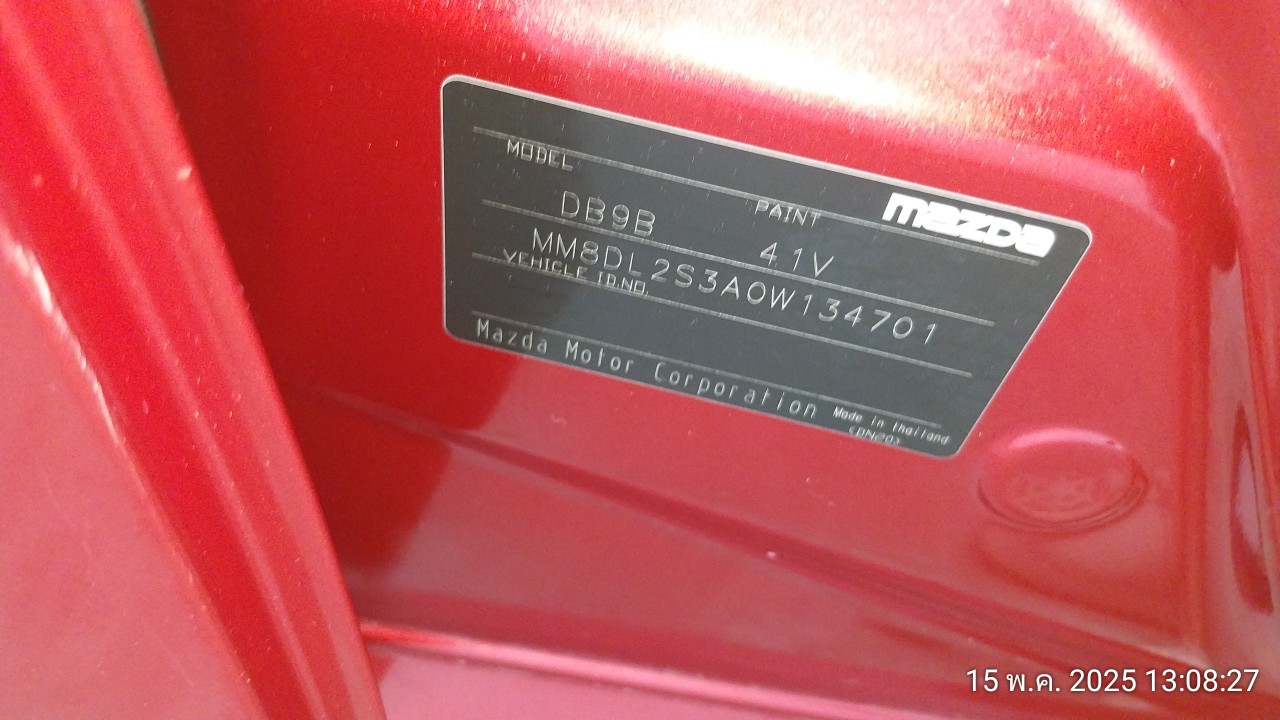 MODEL
PAINT
mazda
DB9B
41V
MM8DL2S3A0W134701
VEHICLE ID.NO.
Mazda Motor Corporation
Made in thailand
(DN20)
15 พ.ค. 2025 13:08:27